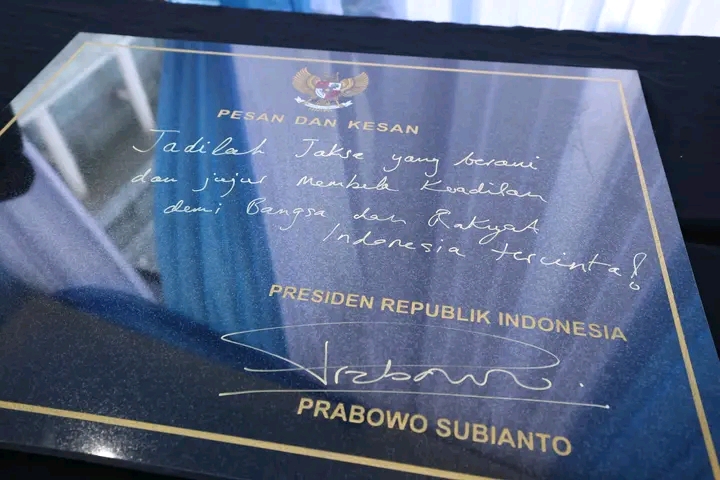 PESAN DAN KESAN
Jadilah Jaksa yang berani
dan jujur membela Keadilan
demi Bangsa dan Rakyat
Indonesia tercinta!
PRESIDEN REPUBLIK INDONESIA
Prabowo
PRABOWO SUBIANTO